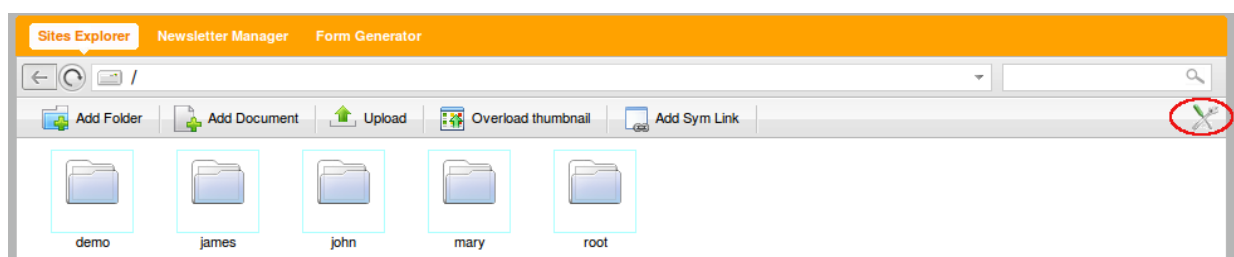 Sites Explorer Newsletter Manager Form Generator
/
Add Folder Add Document Upload Overload thumbnail Add Sym Link
demo james john mary root